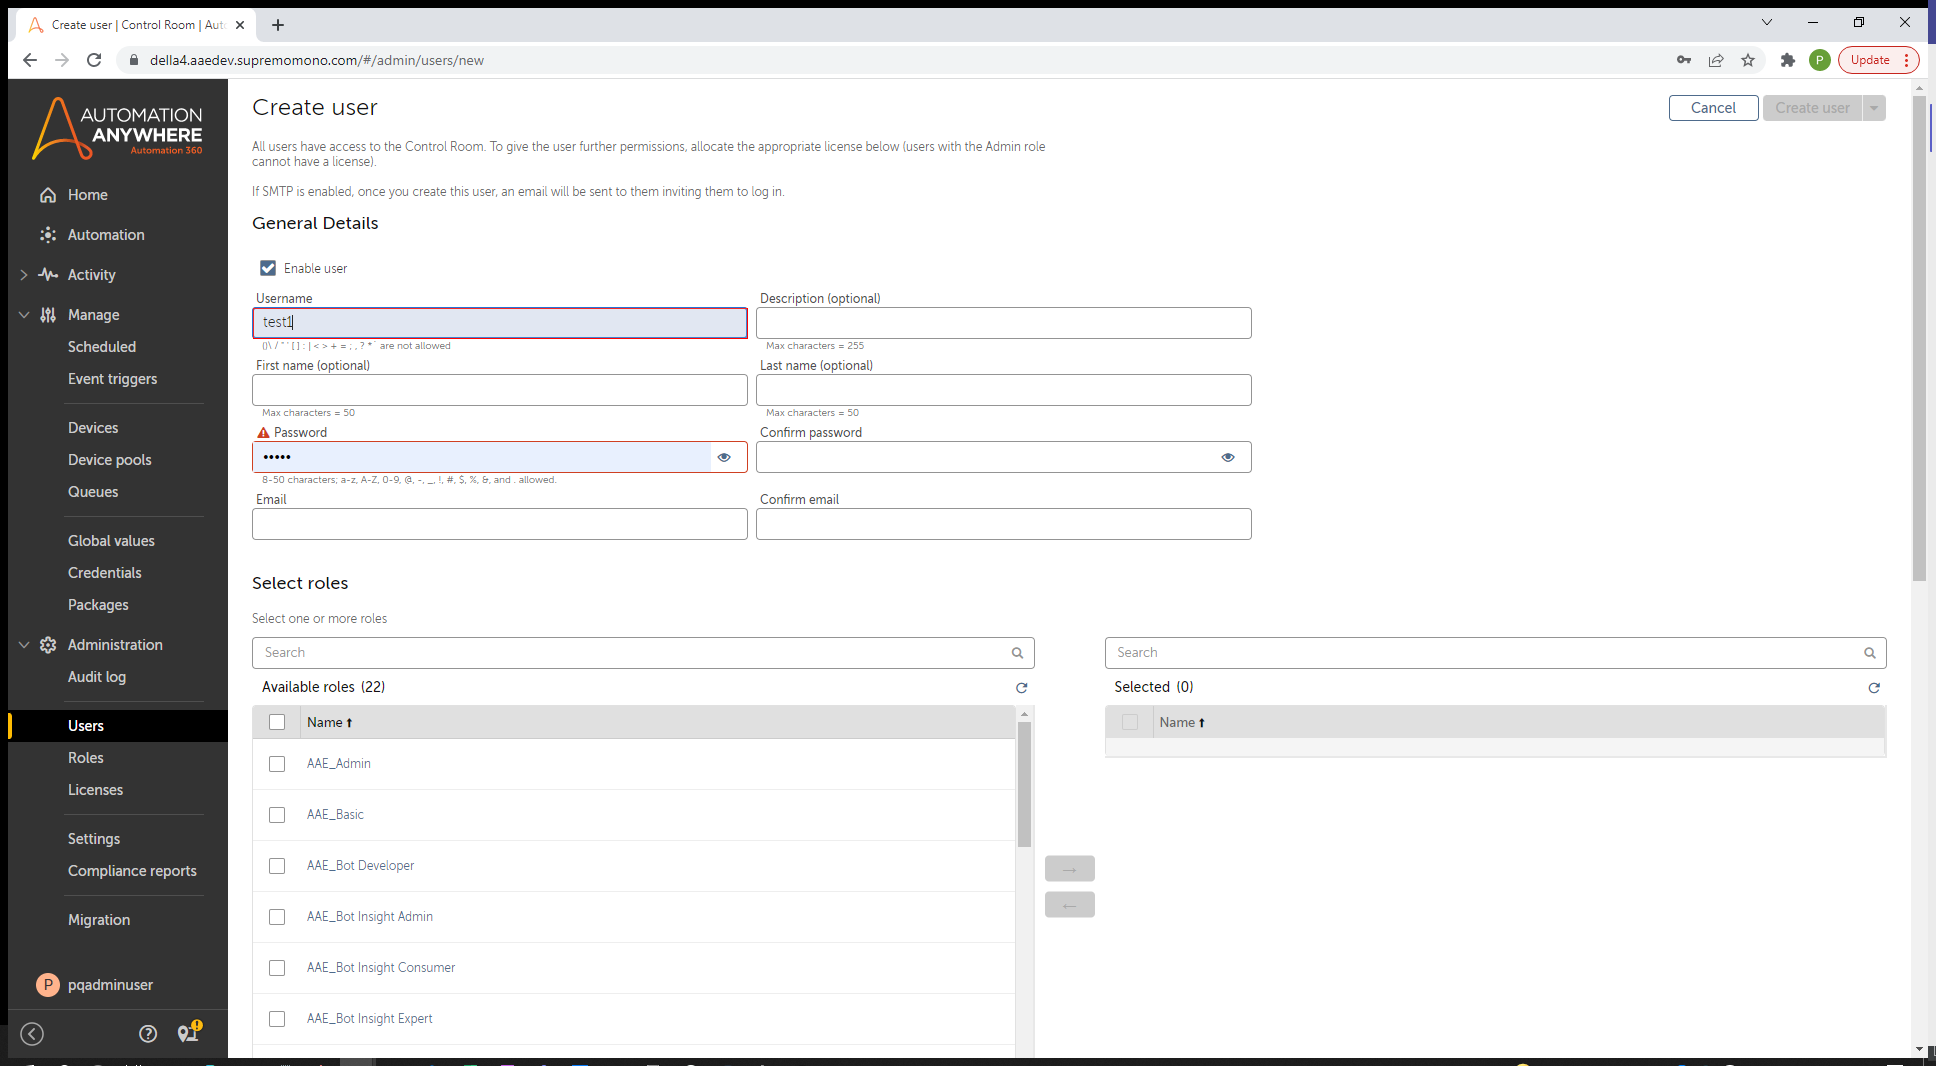 Create user | Control Room | Aut
della4.aaedev.supremomono.com/#/admin/users/new
P
Update
AUTOMATION
ANYWHERE
Automation 360
Home
Automation
Activity
Manage
Scheduled
Event triggers
Devices
Device pools
Queues
Global values
Credentials
Packages
Administration
Audit log
Users
Roles
Licenses
Settings
Compliance reports
Migration
P pqadminuser
Create user
Cancel
Create user
All users have access to the Control Room. To give the user further permissions, allocate the appropriate license below (users with the Admin role
cannot have a license).
If SMTP is enabled, once you create this user, an email will be sent to them inviting them to log in.
General Details
Enable user
Username
Description (optional)
test1
are not allowed
Max characters = 255
First name (optional)
Last name (optional)
Max characters = 50
Max characters = 50
Password
Confirm password
•••••
8-50 characters; a-z, A-Z, 0-9, @, -, _, !, #, $, %, &, and . allowed.
Email
Confirm email
Select roles
Select one or more roles
Search
Search
Available roles (22)
Selected (0)
Name
Name
AAE_Admin
AAE_Basic
AAE_Bot Developer
AAE_Bot Insight Admin
AAE_Bot Insight Consumer
AAE_Bot Insight Expert